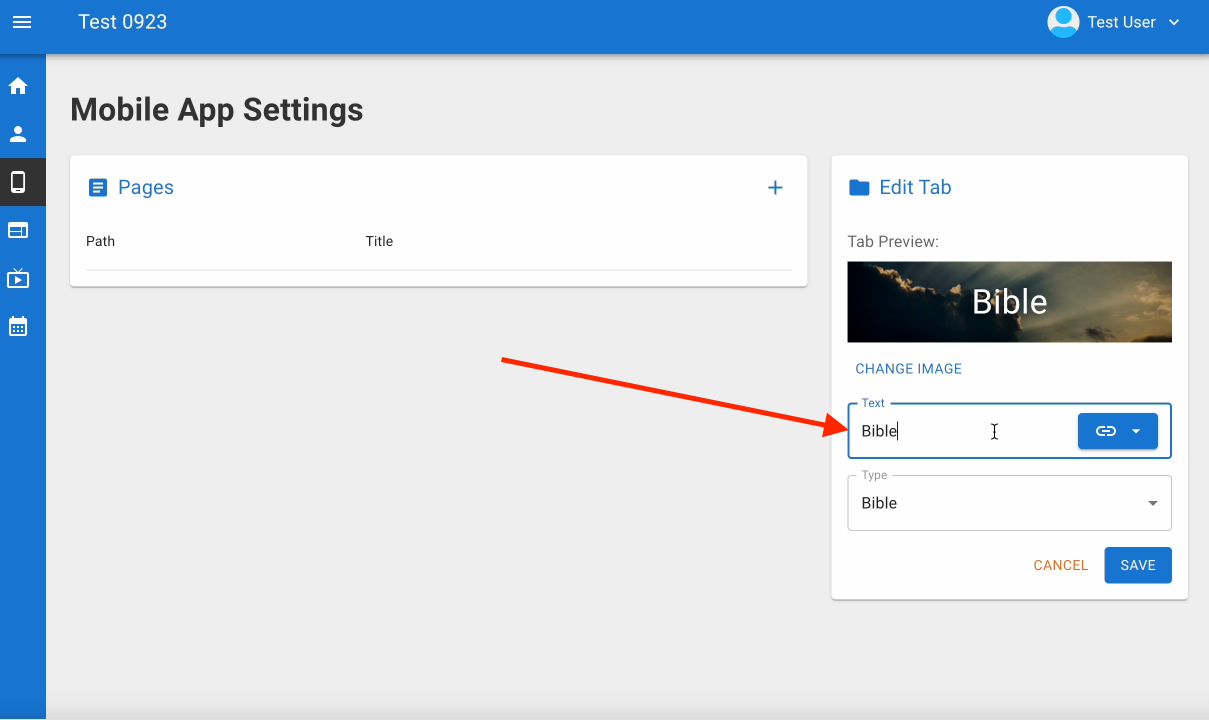 Test 0923
Test User
Mobile App Settings
Pages
Path Title
Edit Tab
Tab Preview:
Bible
CHANGE IMAGE
Text
Bible
Type
Bible
CANCEL SAVE